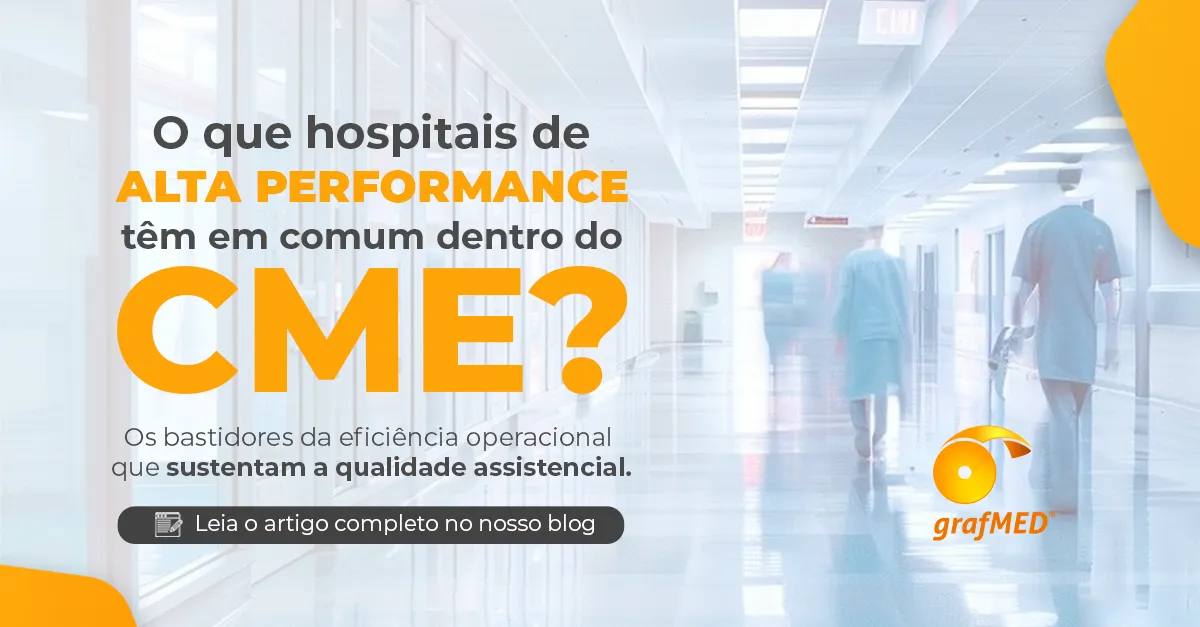 O que hospitais de
ALTA PERFORMANCE
têm em comum dentro do
CME?
Os bastidores da eficiência operacional
que sustentam a qualidade assistencial.
Leia o artigo completo no nosso blog
grafMED®